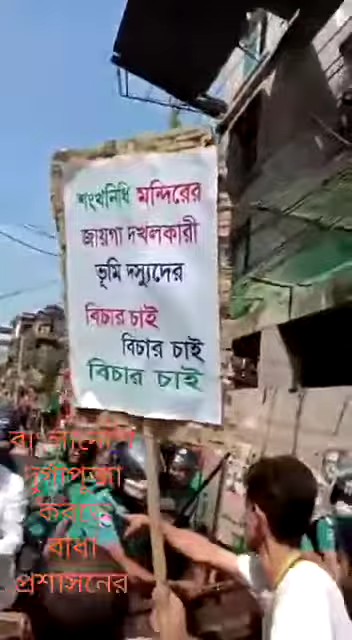 শংখনিধি মন্দিরের
জায়গা দখলকারী
ভূমি দস্যুদের
বিচার চাই
বিচার চাই
বিচার চাই
দুর্গাপুজা
করতে
বাধা
প্রশাসনের